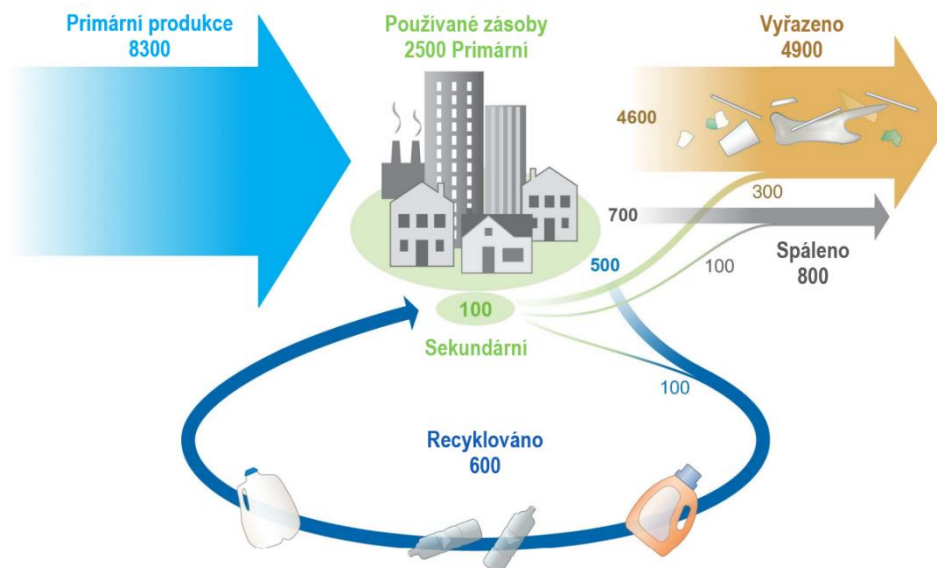 Primární produkce
8300
Používané zásoby
2500 Primární
Vyřazeno
4900
4600
300
700
Spáleno
800
500
100
100
Sekundární
100
Recyklováno
600